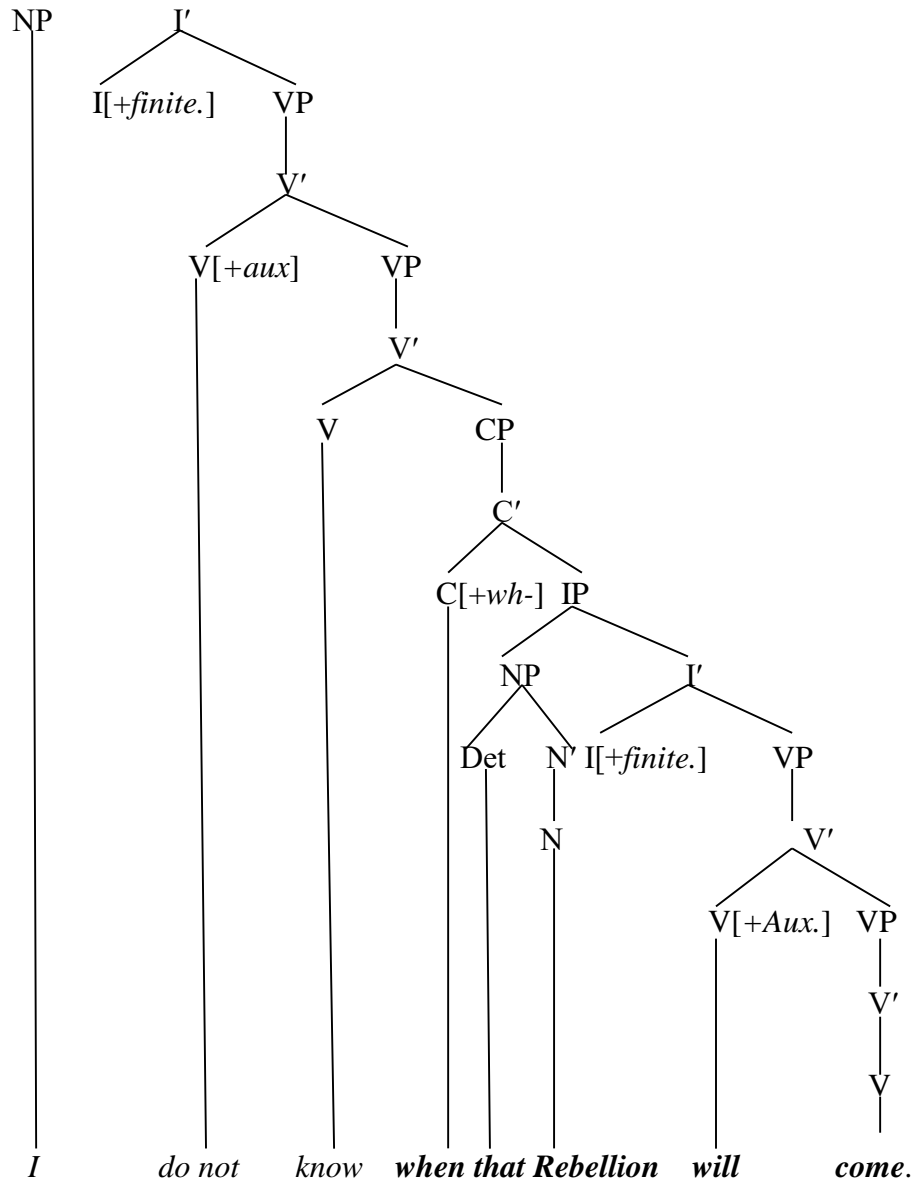 NP I′
I[+finite.] VP
V′
V[+aux] VP
V′
V CP
C′
C[+wh-] IP
NP I′
Det N′ I[+finite.] VP
N V′
V[+Aux.] VP
V′
V
I do not know when that Rebellion will come.